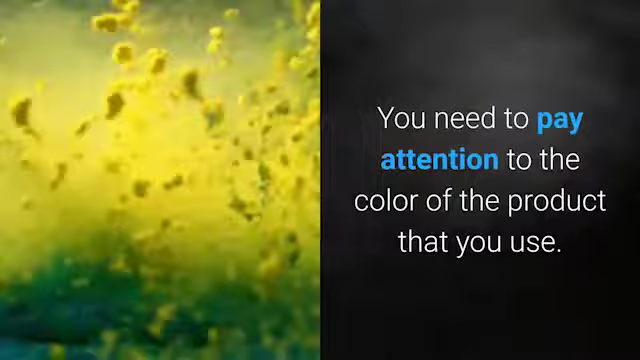 You need to pay
attention to the
color of the product
that you use.